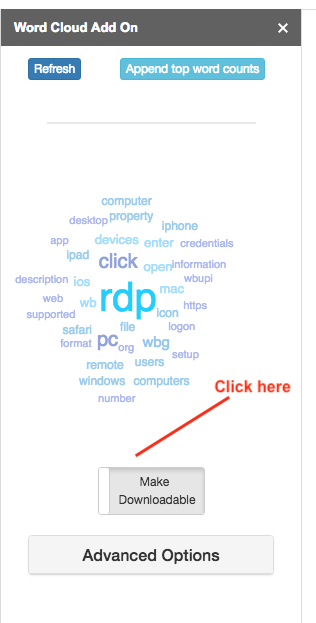 Word Cloud Add On ×
Refresh Append top word counts
computer
desktop property
iphone
app devices enter credentials
ipad click open information
description ios mac wbupi
web wb rdp https
supported icon
safari file logon
format pc org wbg
setup
remote users
windows computers
number
Click here
Make
Downloadable
Advanced Options